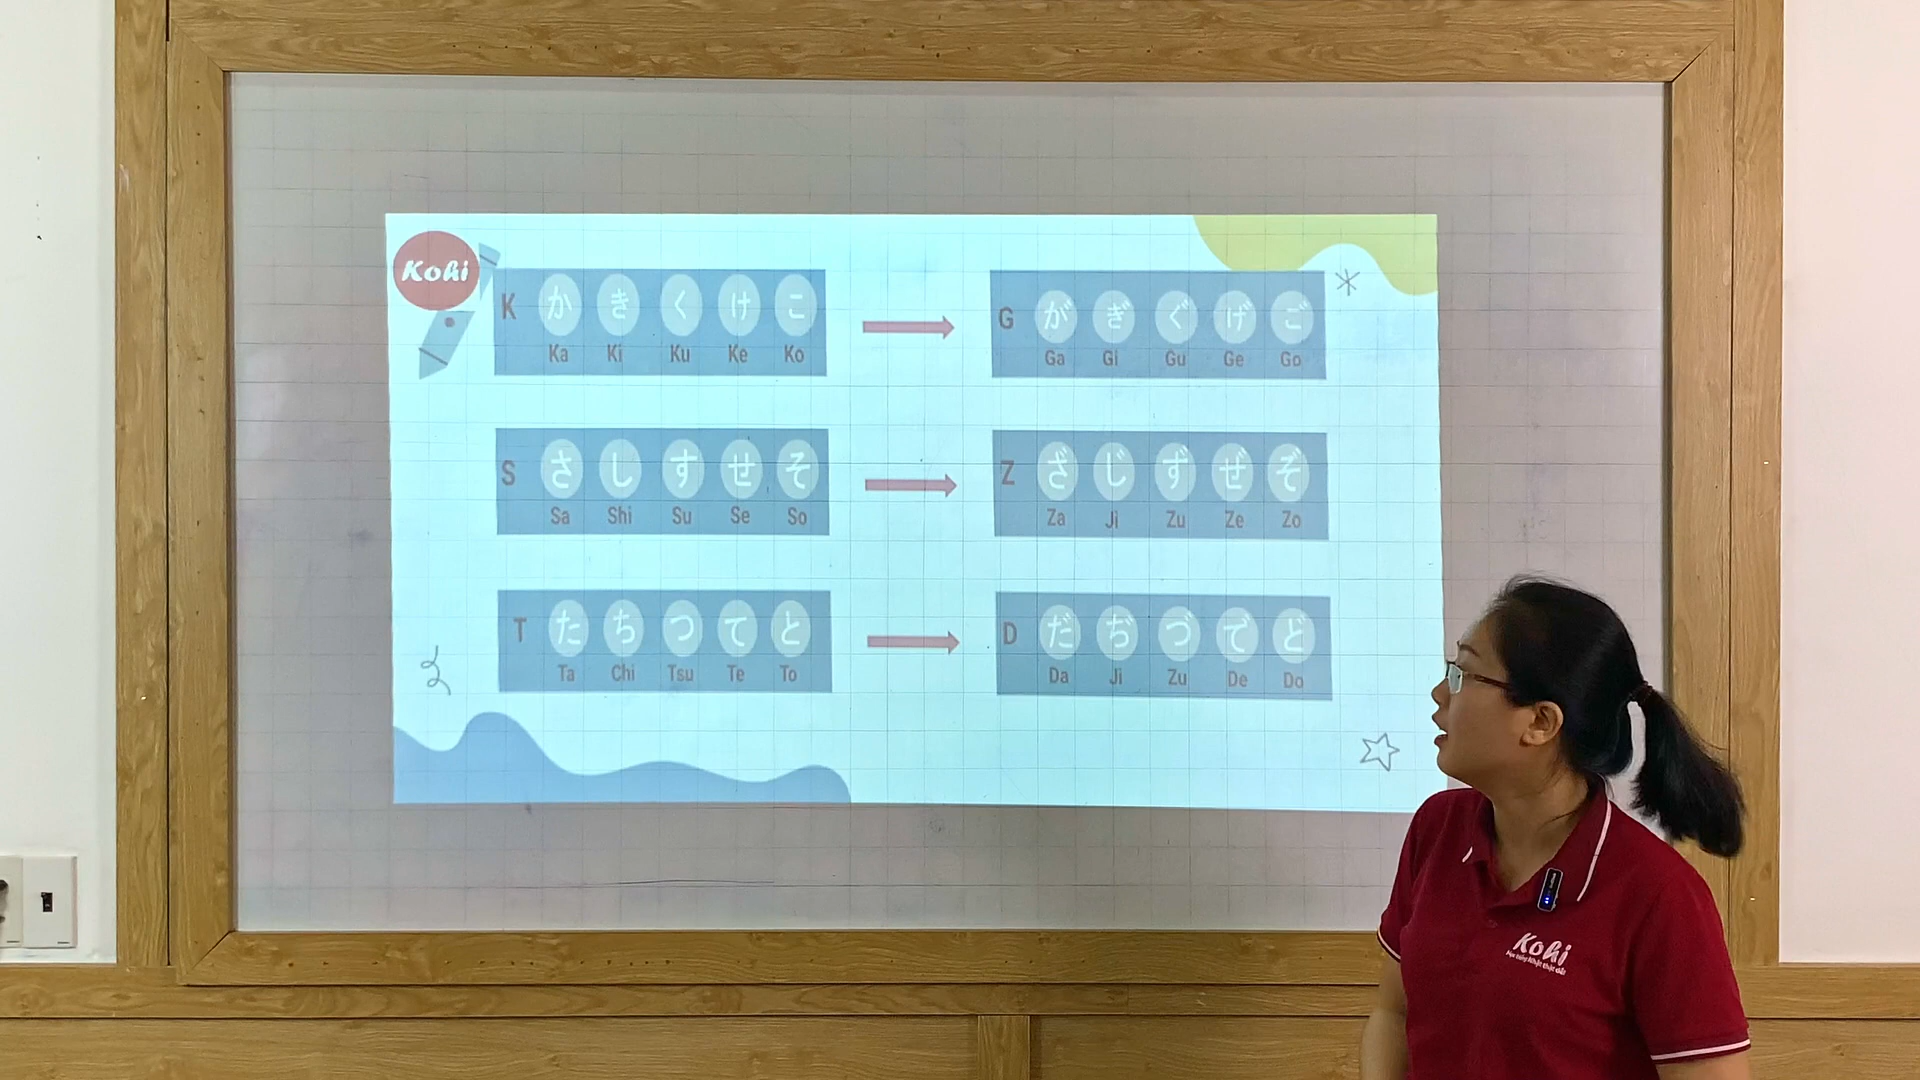 Kohi
K か き く け こ
Ka Ki Ku Ke Ko
G が ぎ ぐ げ ご
Ga Gi Gu Ge Go
S さ し す せ そ
Sa Shi Su Se So
Z ざ じ ず ぜ ぞ
Za Ji Zu Ze Zo
T た ち つ て と
Ta Chi Tsu Te To
D だ ぢ づ で ど
Da Ji Zu De Do
Kohi